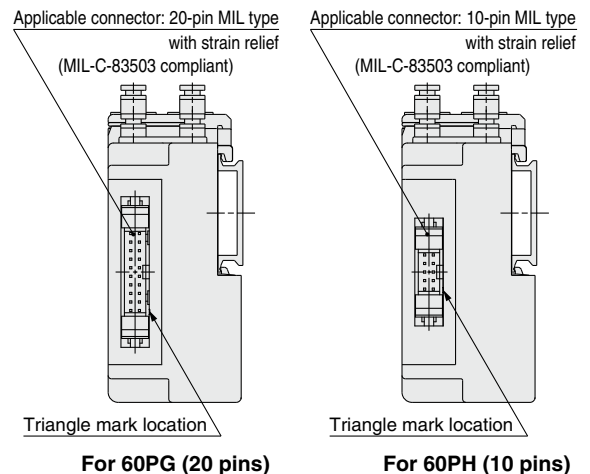 Applicable connector: 20-pin MIL type
with strain relief
(MIL-C-83503 compliant)
Triangle mark location
For 60PG (20 pins)
Applicable connector: 10-pin MIL type
with strain relief
(MIL-C-83503 compliant)
Triangle mark location
For 60PH (10 pins)